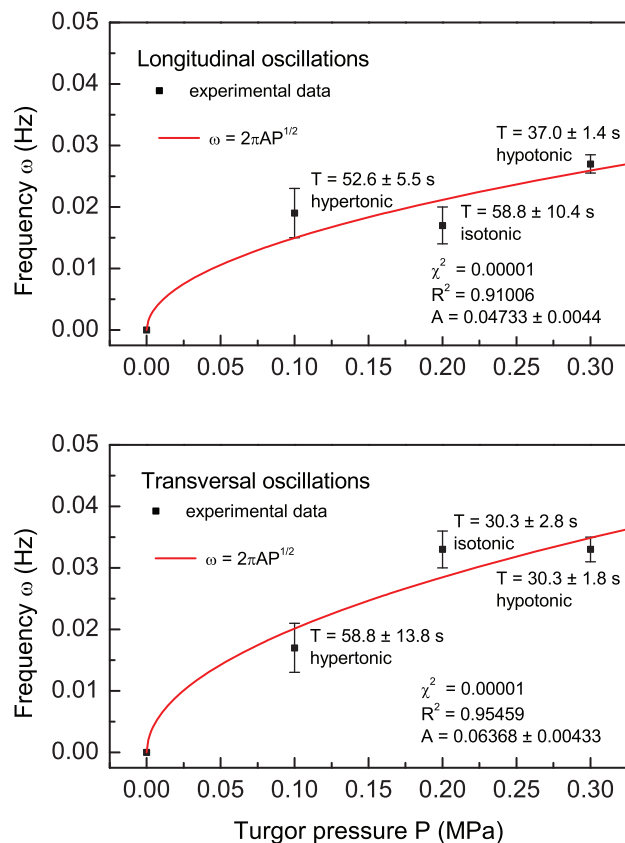 0.05
Longitudinal oscillations
experimental data
0.04
ω = 2πAP^1/2
T = 37.0 ± 1.4 s
hypotonic
0.03
T = 52.6 ± 5.5 s
hypertonic
0.02
T = 58.8 ± 10.4 s
isotonic
0.01
χ² = 0.00001
R² = 0.91006
A = 0.04733 ± 0.0044
0.00
Frequency ω (Hz)
0.00 0.05 0.10 0.15 0.20 0.25 0.30
0.05
Transversal oscillations
experimental data
0.04
ω = 2πAP^1/2
T = 30.3 ± 2.8 s
isotonic
0.03
T = 30.3 ± 1.8 s
hypotonic
0.02
T = 58.8 ± 13.8 s
hypertonic
0.01
χ² = 0.00001
R² = 0.95459
A = 0.06368 ± 0.00433
0.00
Frequency ω (Hz)
0.00 0.05 0.10 0.15 0.20 0.25 0.30
Turgor pressure P (MPa)